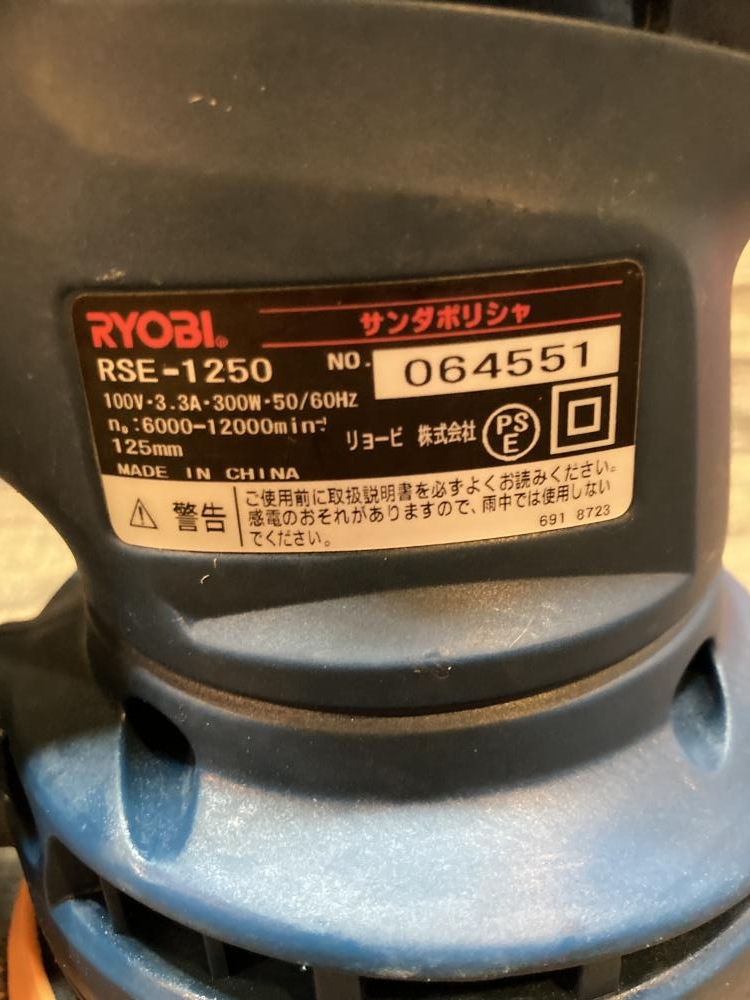 RYOBI® サンダポリシャ
RSE-1250 NO. 064551
100V・3.3A・300W・50/60Hz
n₀:6000-12000min⁻¹
125mm リョービ 株式会社 PS E
MADE IN CHINA
警告
ご使用前に取扱説明書を必ずよくお読みください。
感電のおそれがありますので、雨中では使用しない
でください。
691 8723